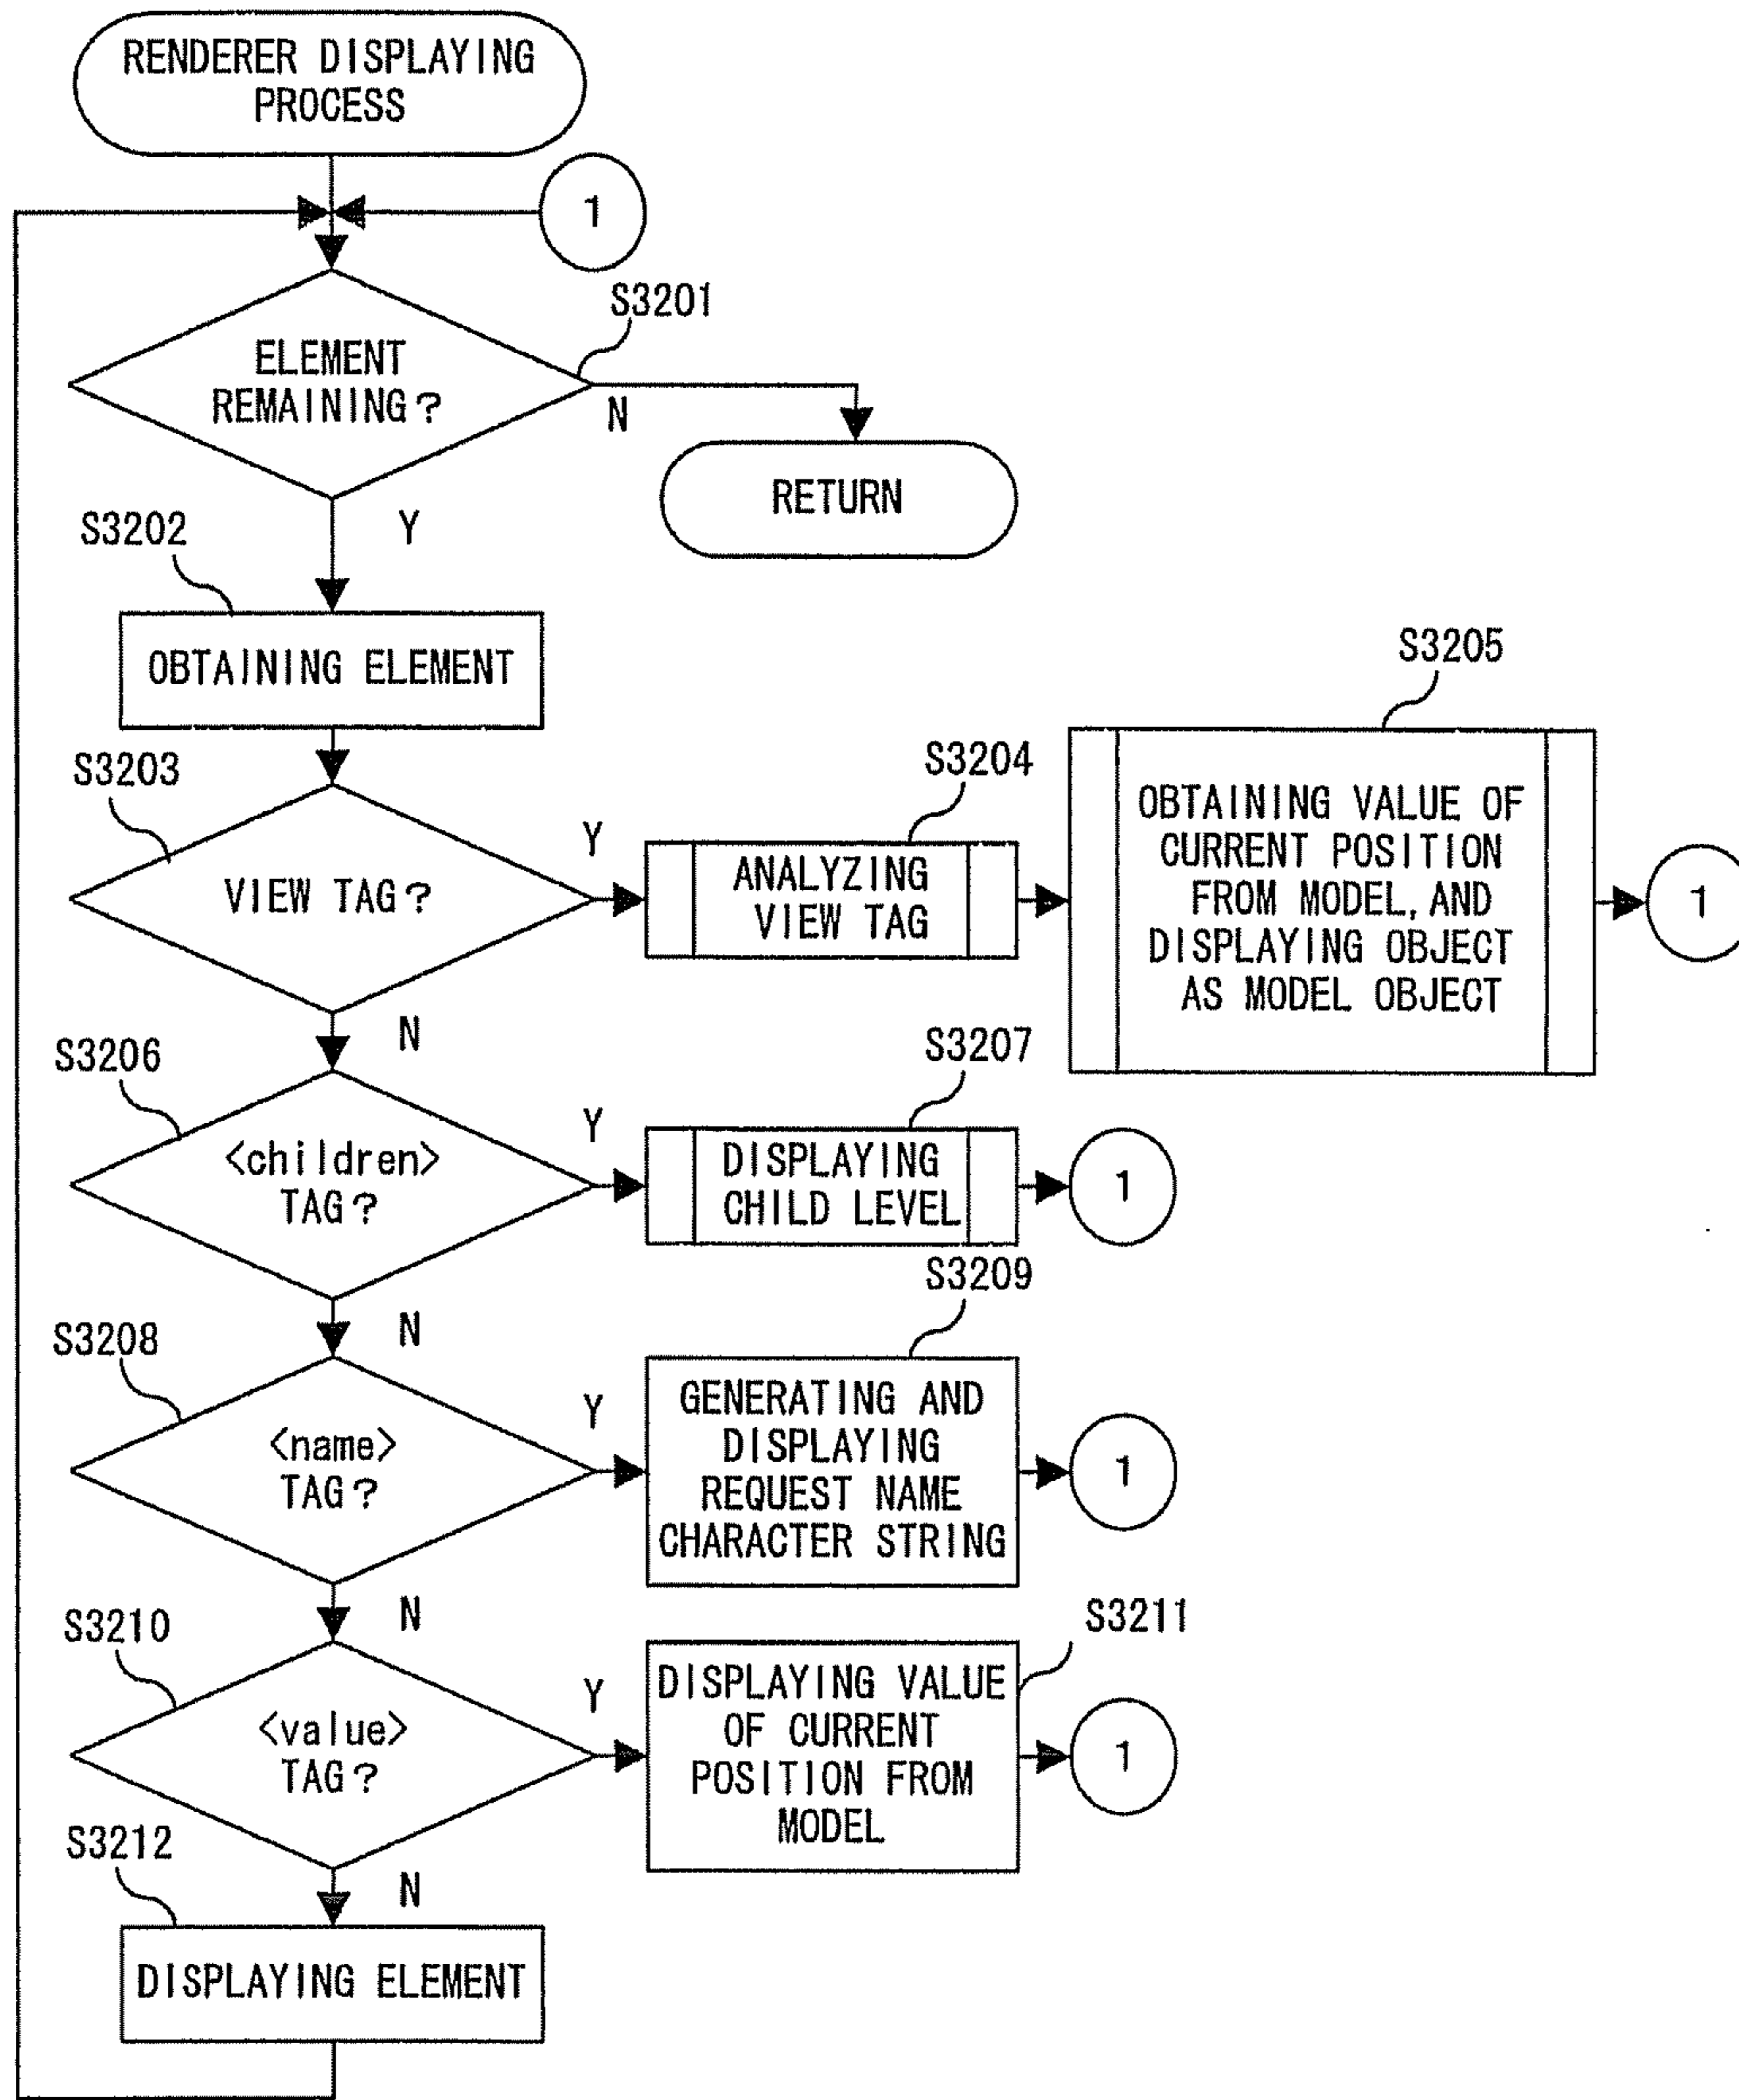 RENDERER DISPLAYING
PROCESS
1
S3201
ELEMENT
REMAINING?
N
RETURN
Y
S3202
OBTAINING ELEMENT
S3203
VIEW TAG?
Y
S3204
ANALYZING
VIEW TAG
S3205
OBTAINING VALUE OF
CURRENT POSITION
FROM MODEL, AND
DISPLAYING OBJECT
AS MODEL OBJECT
1
N
S3206
<children>
TAG?
Y
S3207
DISPLAYING
CHILD LEVEL
1
N
S3208
<name>
TAG?
Y
S3209
GENERATING AND
DISPLAYING
REQUEST NAME
CHARACTER STRING
1
N
S3210
<value>
TAG?
Y
S3211
DISPLAYING VALUE
OF CURRENT
POSITION FROM
MODEL
1
N
S3212
DISPLAYING ELEMENT